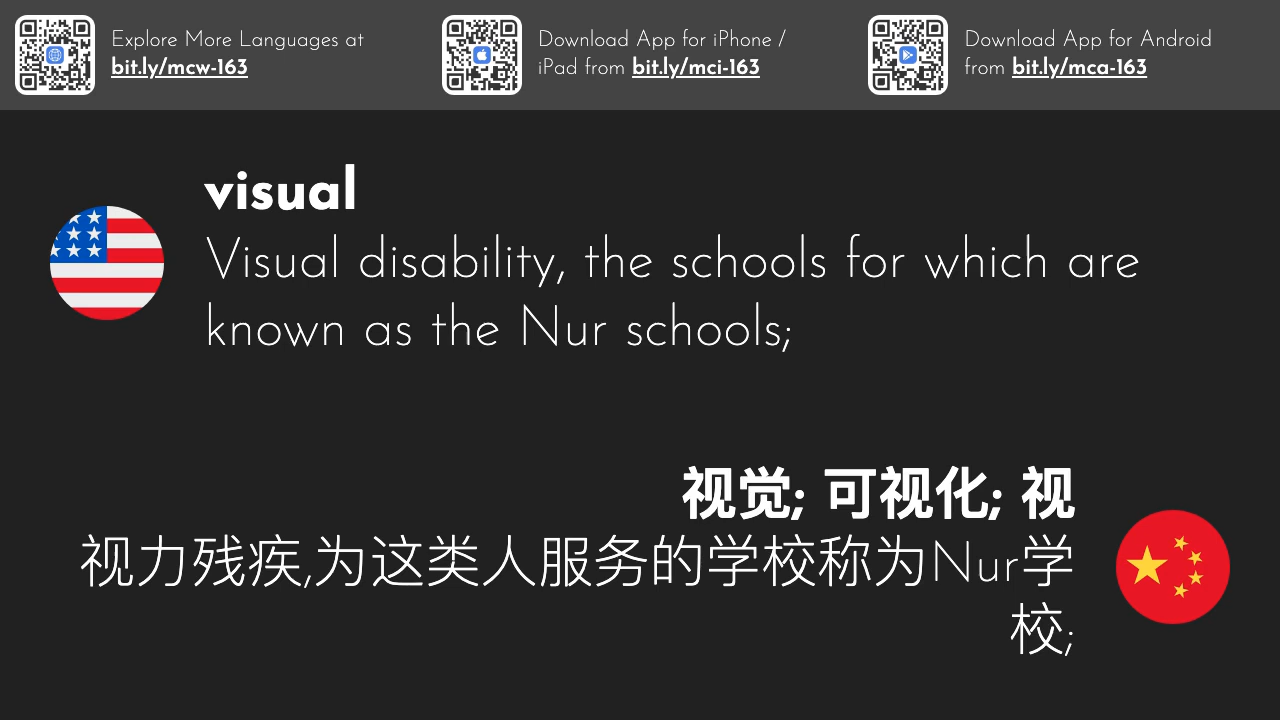 Explore More Languages at
bit.ly/mcw-163
Download App for iPhone /
iPad from bit.ly/mci-163
Download App for Android
from bit.ly/mca-163
visual
Visual disability, the schools for which are
known as the Nur schools;
视觉; 可视化; 视
视力残疾,为这类人服务的学校称为Nur学
校;